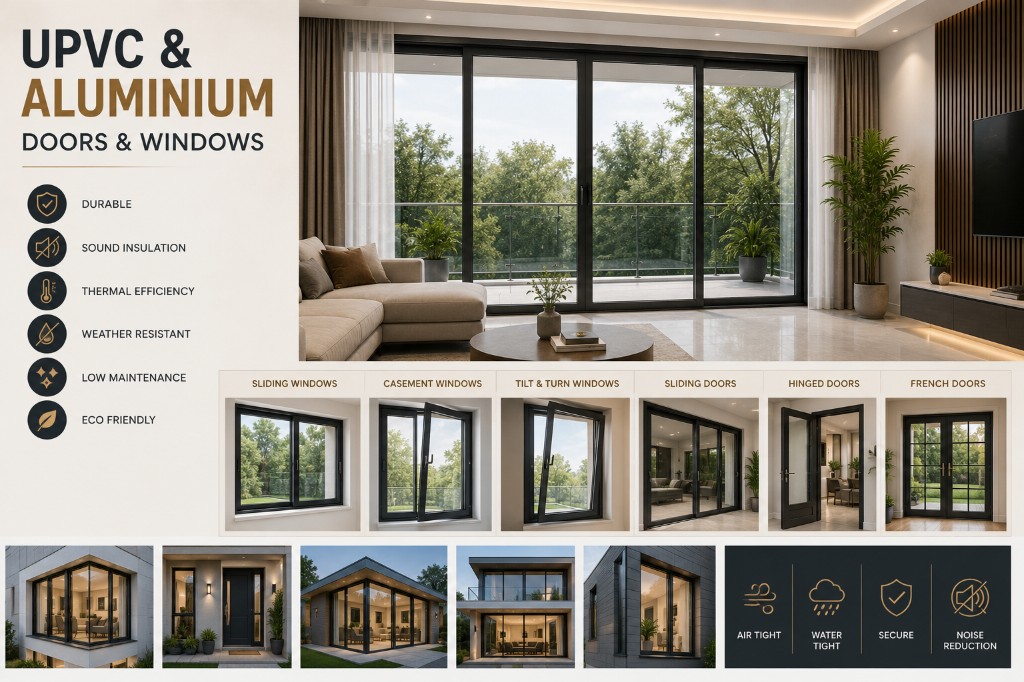 UPVC &
ALUMINIUM
DOORS & WINDOWS
DURABLE
SOUND INSULATION
THERMAL EFFICIENCY
WEATHER RESISTANT
LOW MAINTENANCE
ECO FRIENDLY
SLIDING WINDOWS
CASEMENT WINDOWS
TILT & TURN WINDOWS
SLIDING DOORS
HINGED DOORS
FRENCH DOORS
AIR TIGHT
WATER
TIGHT
SECURE
NOISE
REDUCTION